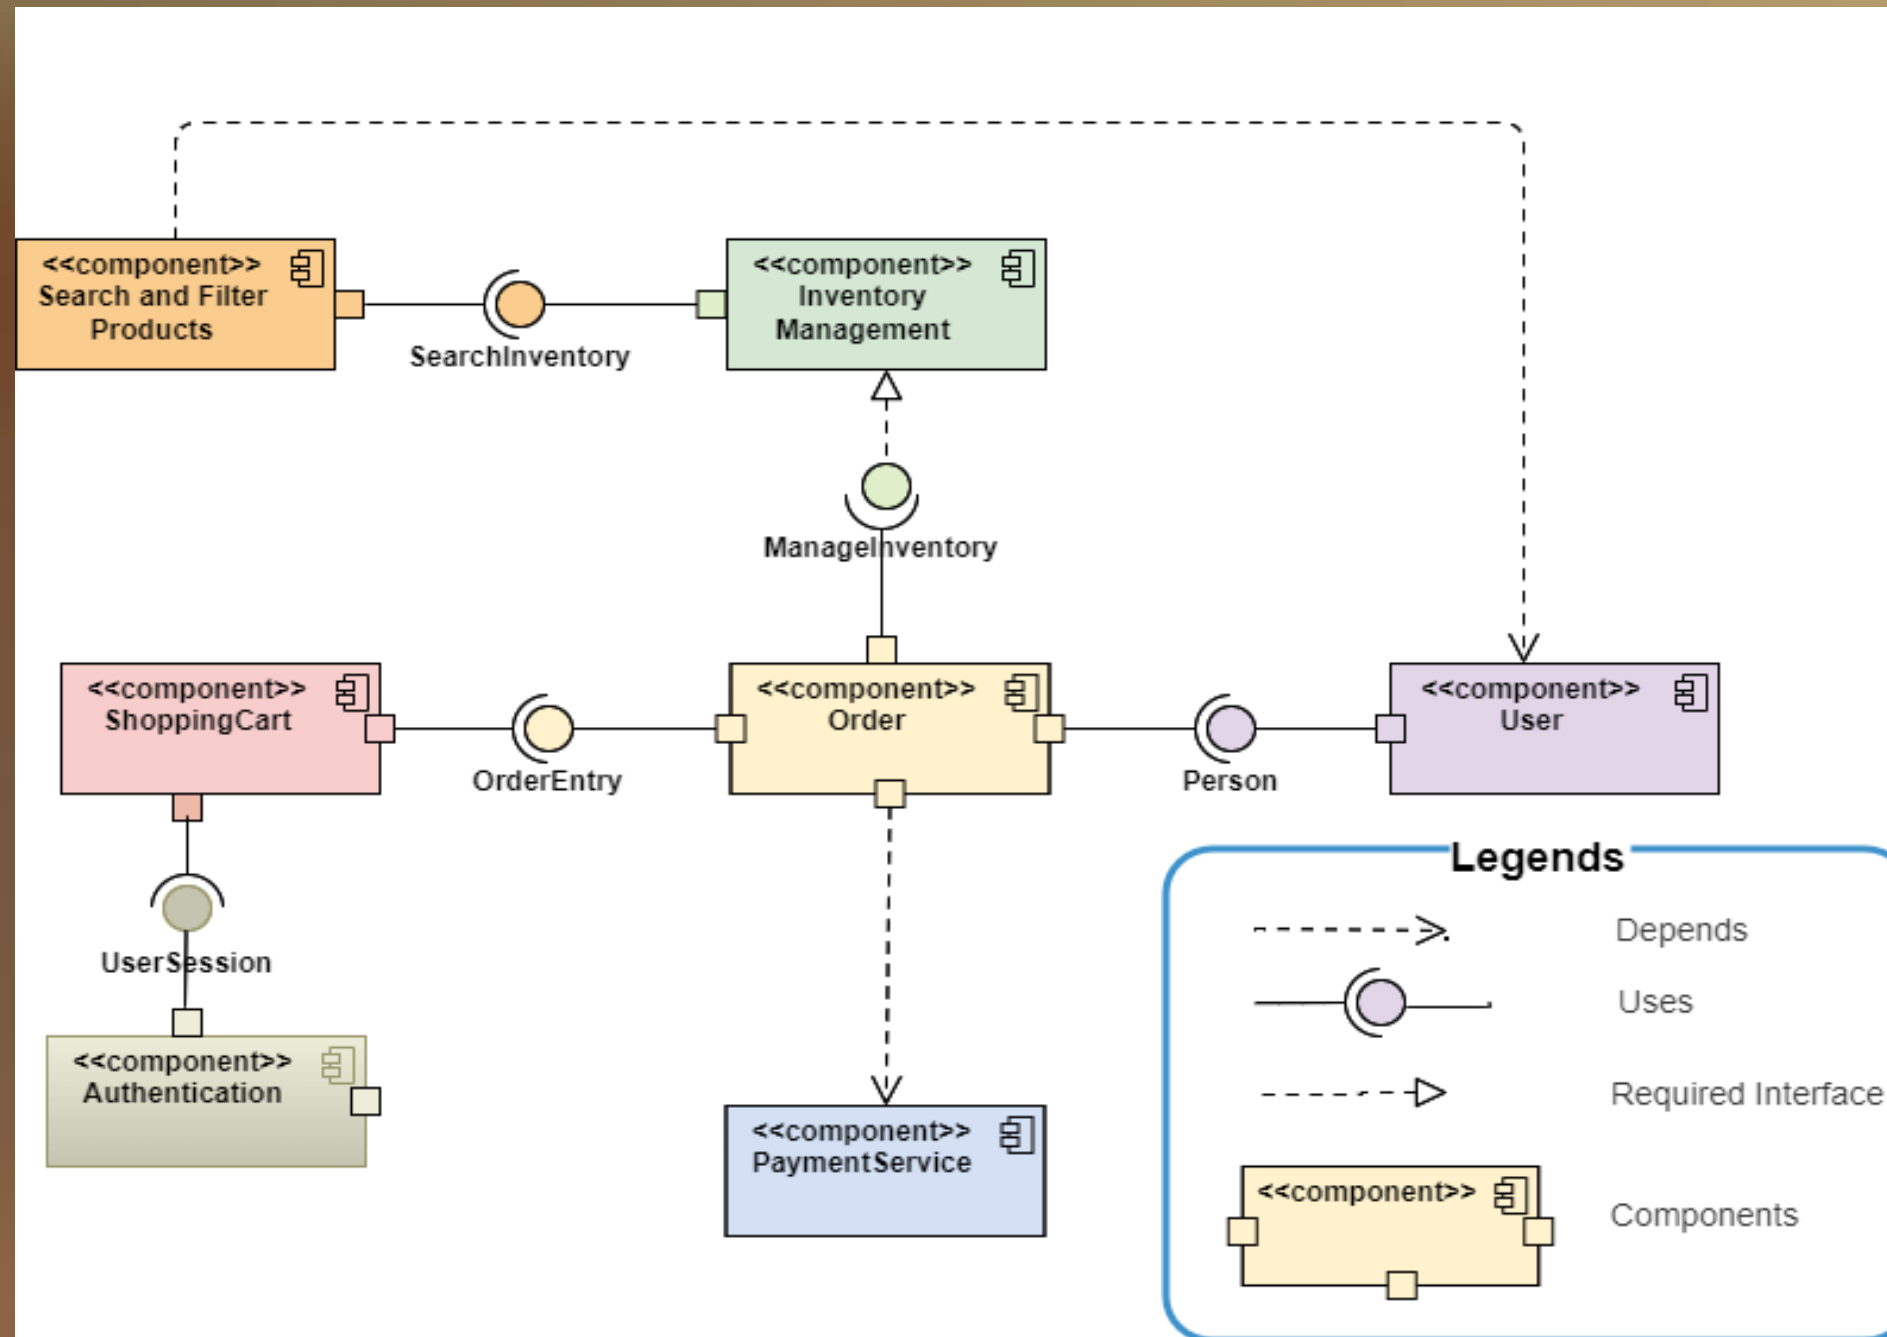 <<component>>
Search and Filter
Products
SearchInventory
<<component>>
Inventory
Management
ManageInventory
<<component>>
ShoppingCart
OrderEntry
<<component>>
Order
Person
<<component>>
User
UserSession
<<component>>
Authentication
<<component>>
PaymentService
Legends
Depends
Uses
Required Interface
<<component>>
Components